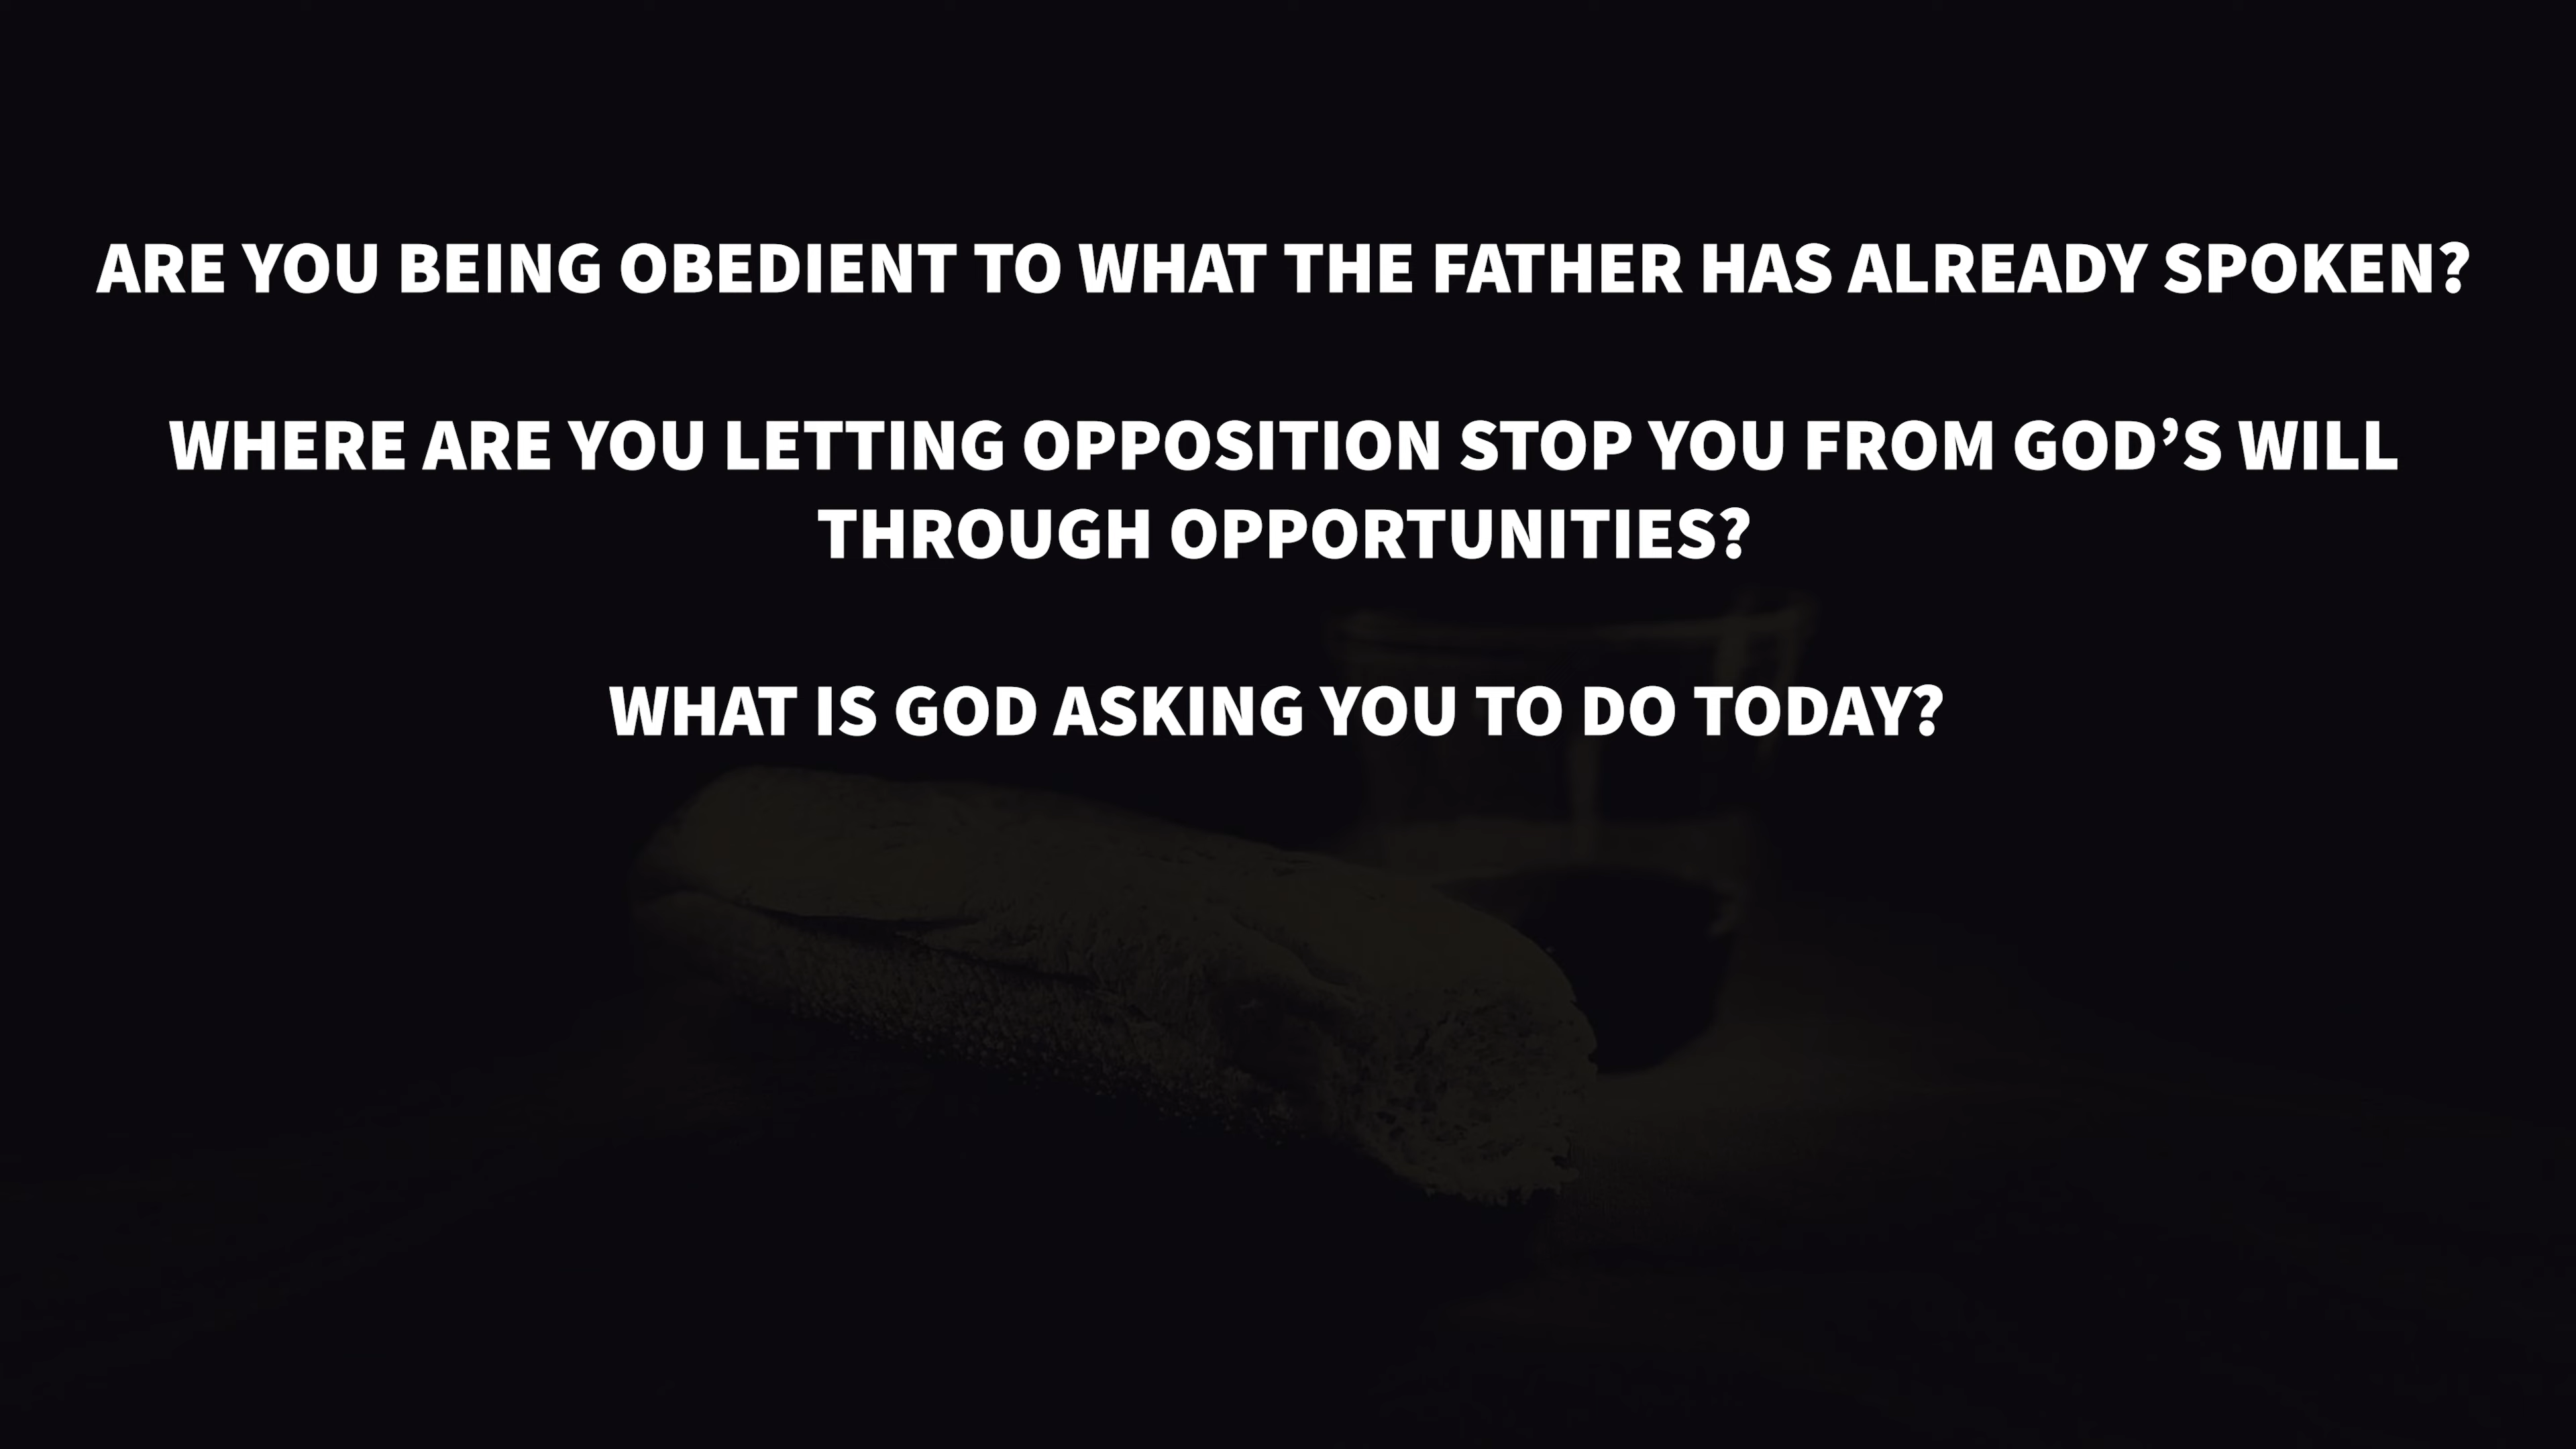 ARE YOU BEING OBEDIENT TO WHAT THE FATHER HAS ALREADY SPOKEN?
WHERE ARE YOU LETTING OPPOSITION STOP YOU FROM GOD’S WILL
THROUGH OPPORTUNITIES?
WHAT IS GOD ASKING YOU TO DO TODAY?